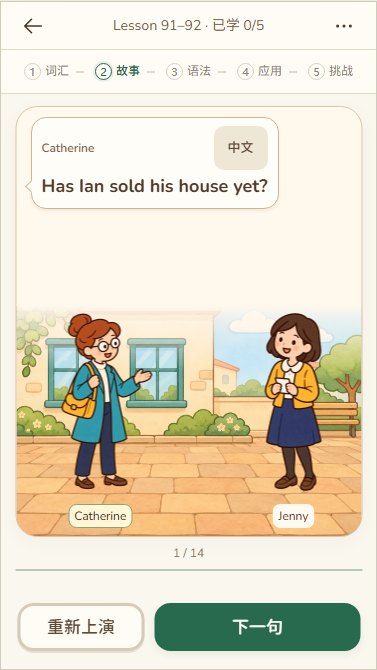 Lesson 91–92 · 已学 0/5
1 词汇 – 2 故事 – 3 语法 – 4 应用 – 5 挑战
Catherine
中文
Has Ian sold his house yet?
Catherine
Jenny
1 / 14
重新上演
下一句